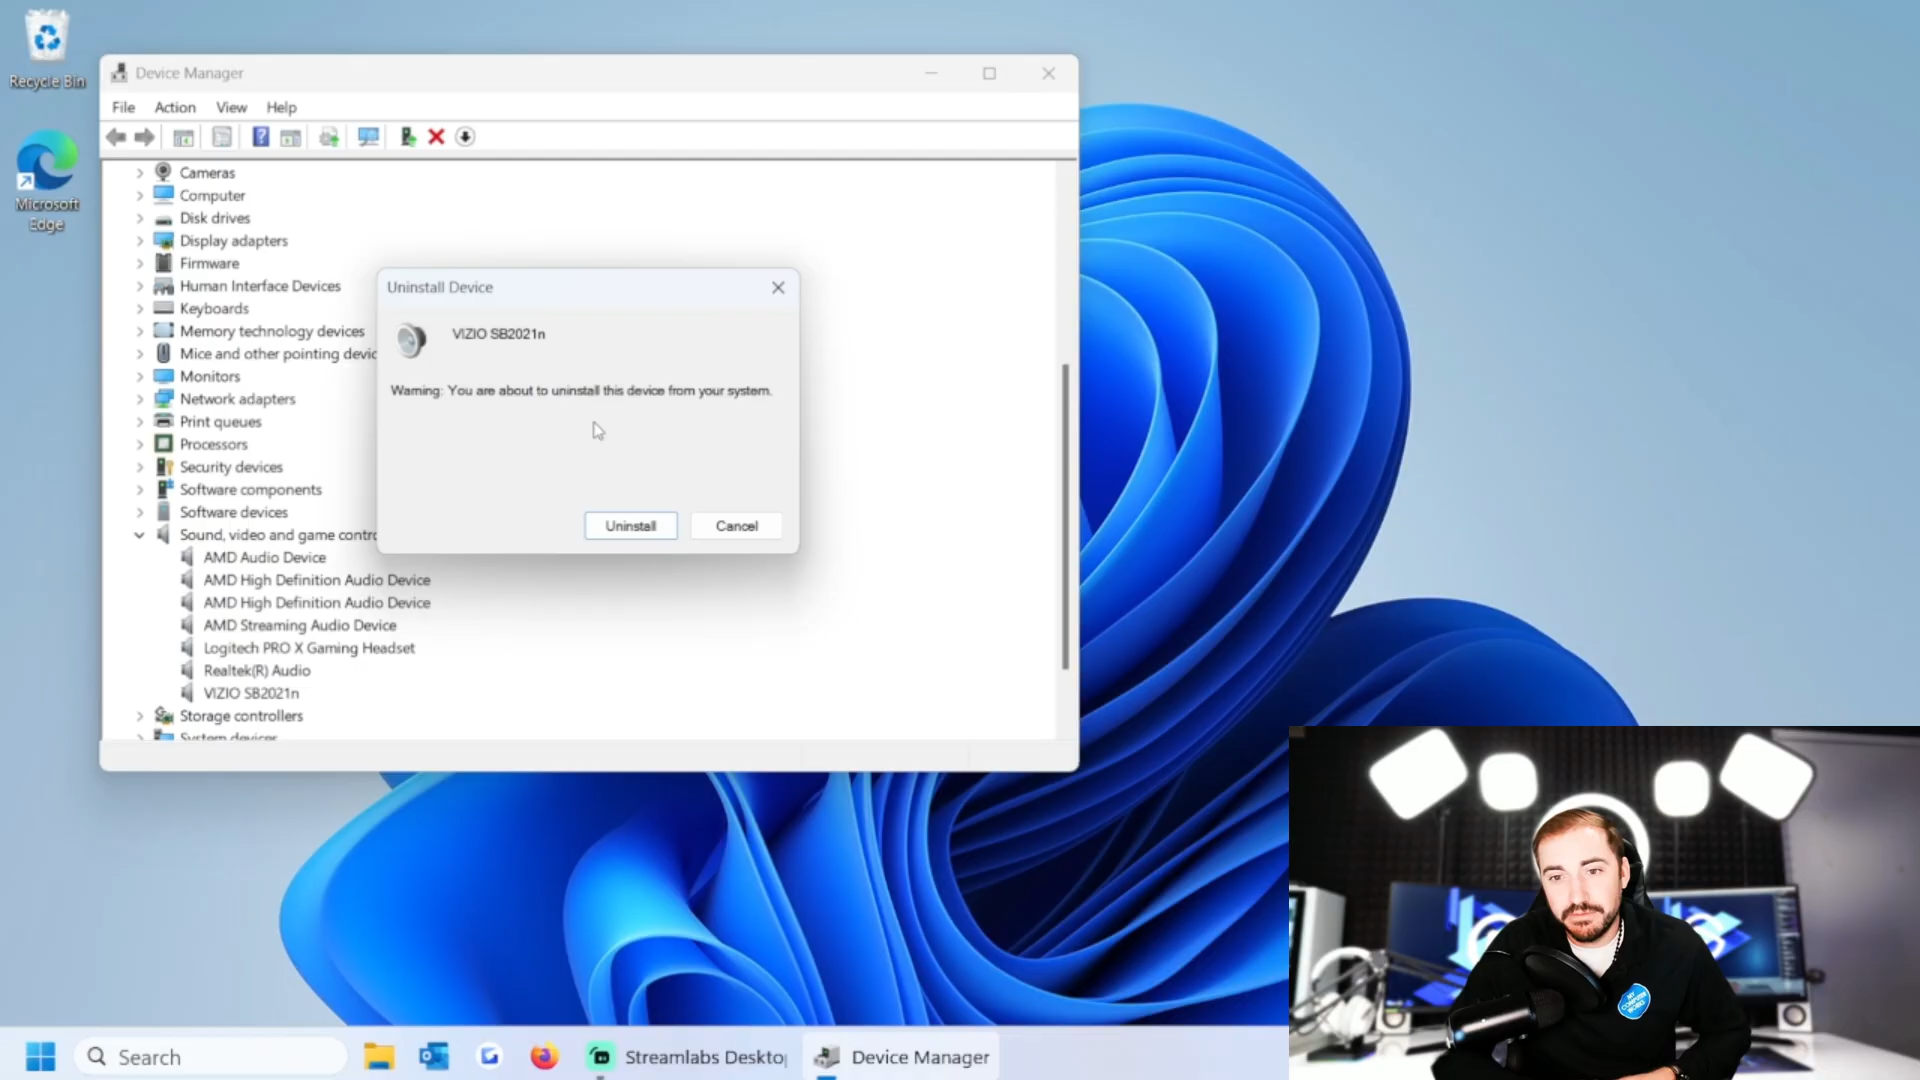 Recycle Bin
Microsoft
Edge
Device Manager
File Action View Help
Cameras
Computer
Disk drives
Display adapters
Firmware
Human Interface Devices
Keyboards
Memory technology devices
Mice and other pointing devic
Monitors
Network adapters
Print queues
Processors
Security devices
Software components
Software devices
Sound, video and game contro
AMD Audio Device
AMD High Definition Audio Device
AMD High Definition Audio Device
AMD Streaming Audio Device
Logitech PRO X Gaming Headset
Realtek(R) Audio
VIZIO SB2021n
Storage controllers
System devices
Uninstall Device
VIZIO SB2021n
Warning: You are about to uninstall this device from your system.
Uninstall Cancel
Search
Streamlabs Deskto
Device Manager
MY
COMPUTER
WORKS